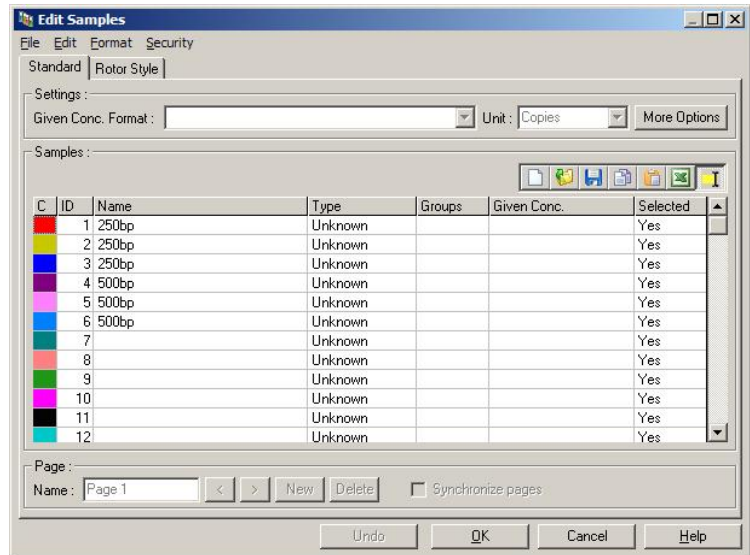 Edit Samples
File Edit Format Security
Standard Rotor Style
Settings :
Given Conc. Format : Unit : Copies More Options
Samples :
C ID Name Type Groups Given Conc. Selected
1 250bp Unknown Yes
2 250bp Unknown Yes
3 250bp Unknown Yes
4 500bp Unknown Yes
5 500bp Unknown Yes
6 500bp Unknown Yes
7 Unknown Yes
8 Unknown Yes
9 Unknown Yes
10 Unknown Yes
11 Unknown Yes
12 Unknown Yes
Page :
Name : Page 1 < > New Delete Synchronize pages
Undo OK Cancel Help